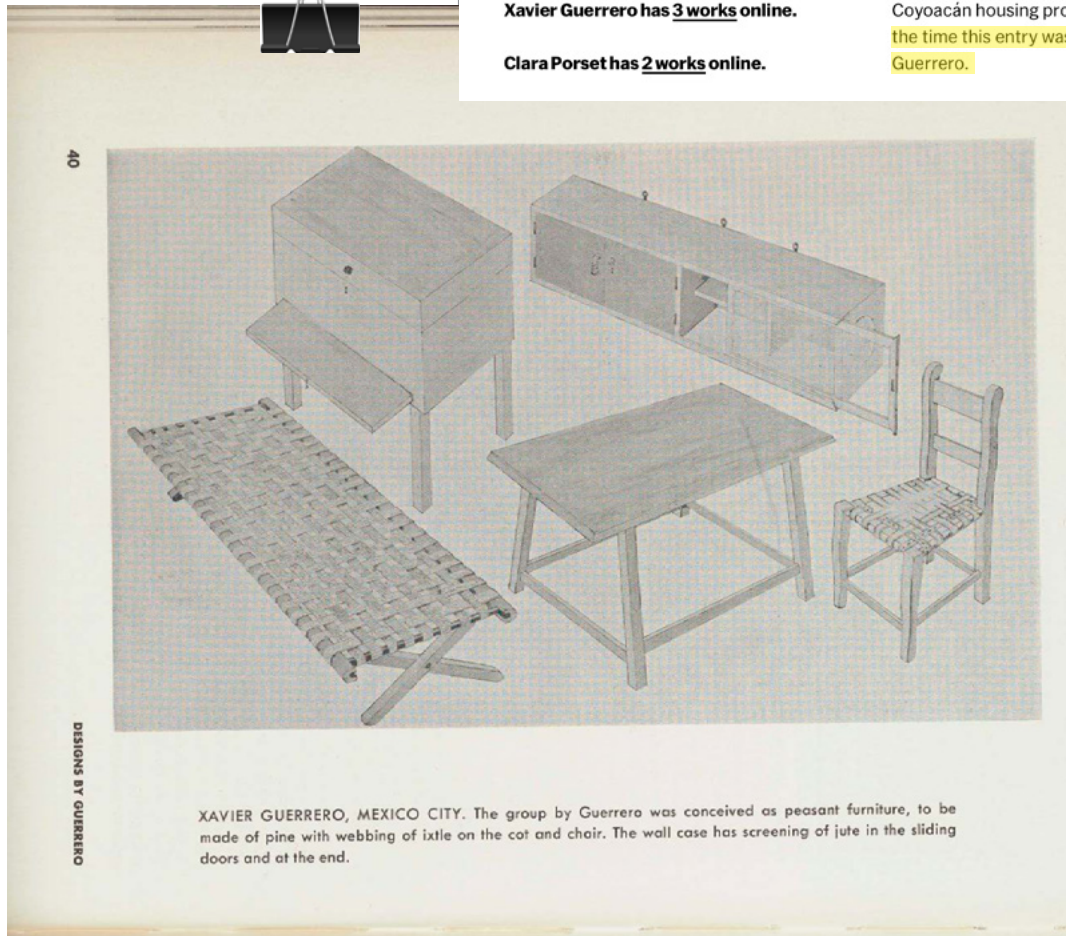 Xavier Guerrero has 3 works online.
Clara Porset has 2 works online.
Coyoacán housing pro
the time this entry was
Guerrero.
40
DESIGNS BY GUERRERO
XAVIER GUERRERO, MEXICO CITY. The group by Guerrero was conceived as peasant furniture, to be
made of pine with webbing of ixtle on the cot and chair. The wall case has screening of jute in the sliding
doors and at the end.